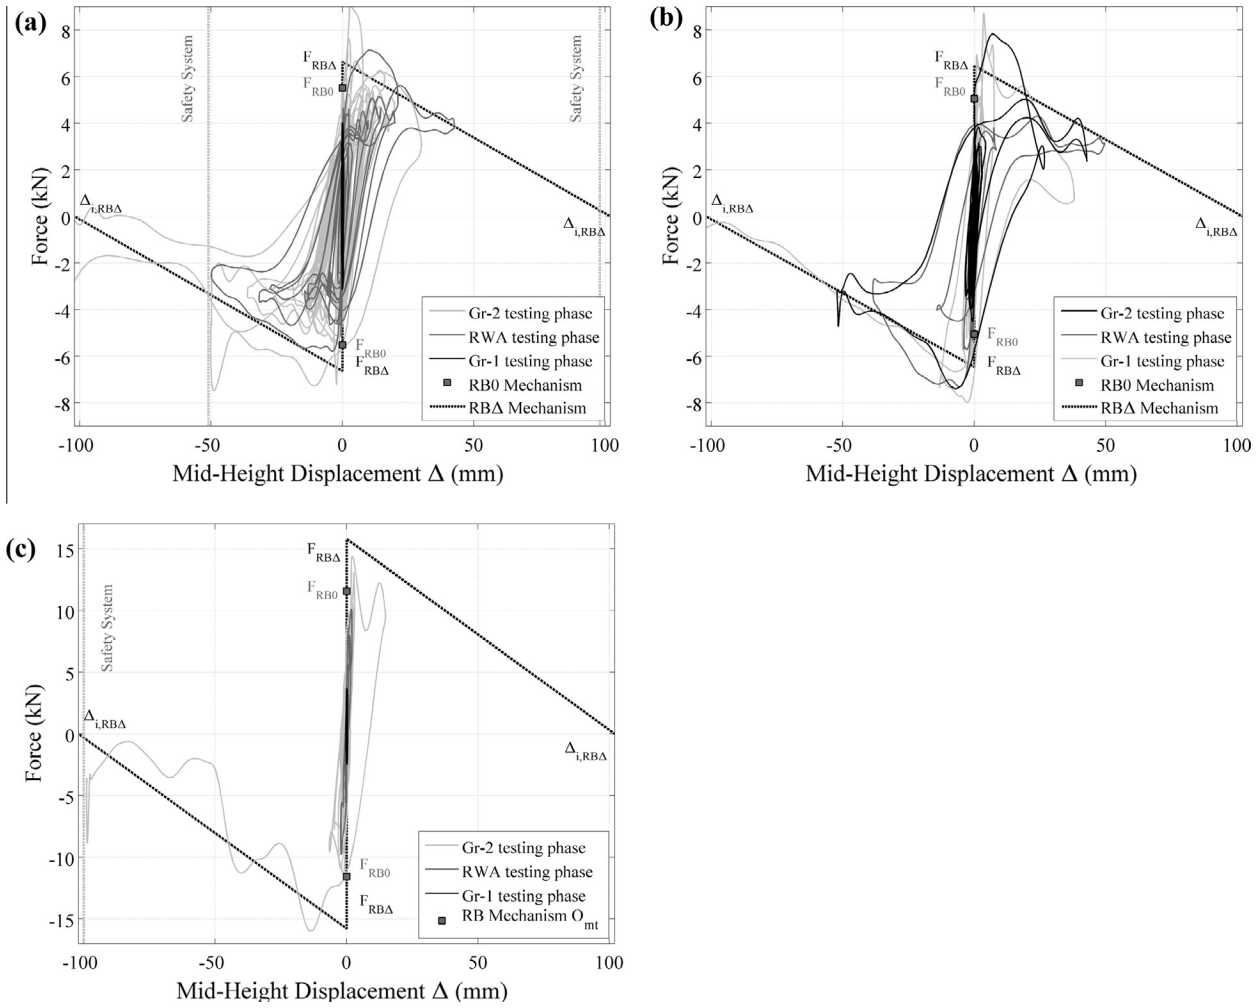 (a)
8
6
4
2
0
-2
-4
-6
-8
Force (kN)
Safety System
Safety System
F_RBΔ
F_RB0
Δ_i,RBΔ
Δ_i,RBΔ
F_RB0
F_RBΔ
Gr-2 testing phase
RWA testing phase
Gr-1 testing phase
RB0 Mechanism
RBΔ Mechanism
-100 -50 0 50 100
Mid-Height Displacement Δ (mm)
(b)
8
6
4
2
0
-2
-4
-6
-8
Force (kN)
F_RBΔ
F_RB0
Δ_i,RBΔ
Δ_i,RBΔ
F_RB0
F_RBΔ
Gr-2 testing phase
RWA testing phase
Gr-1 testing phase
RB0 Mechanism
RBΔ Mechanism
-100 -50 0 50 100
Mid-Height Displacement Δ (mm)
(c)
15
10
5
0
-5
-10
-15
Force (kN)
Safety System
F_RBΔ
F_RB0
Δ_i,RBΔ
Δ_i,RBΔ
F_RB0
F_RBΔ
Gr-2 testing phase
RWA testing phase
Gr-1 testing phase
RB Mechanism O_mt
-100 -50 0 50 100
Mid-Height Displacement Δ (mm)